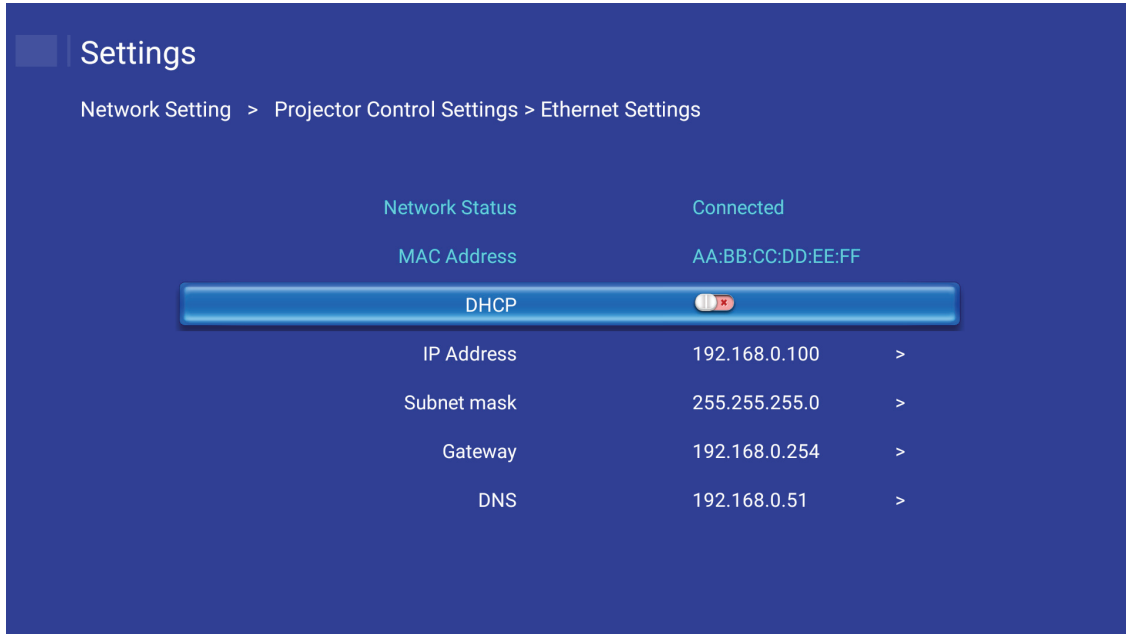 Settings
Network Setting > Projector Control Settings > Ethernet Settings
Network Status Connected
MAC Address AA:BB:CC:DD:EE:FF
DHCP
IP Address 192.168.0.100 >
Subnet mask 255.255.255.0 >
Gateway 192.168.0.254 >
DNS 192.168.0.51 >